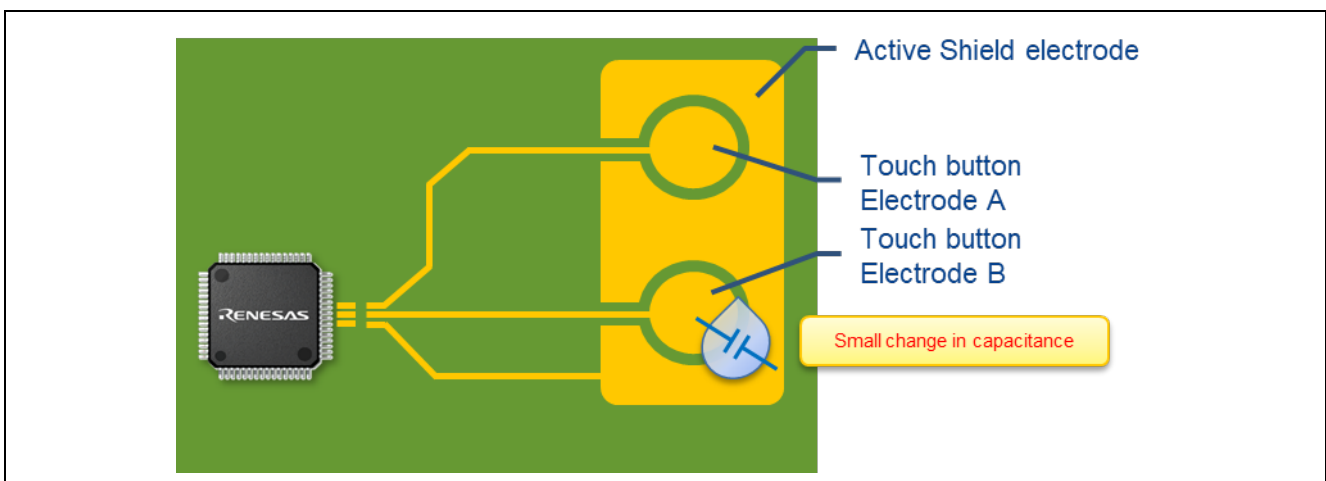 Active Shield electrode
Touch button
Electrode A
Touch button
Electrode B
RENESAS
Small change in capacitance